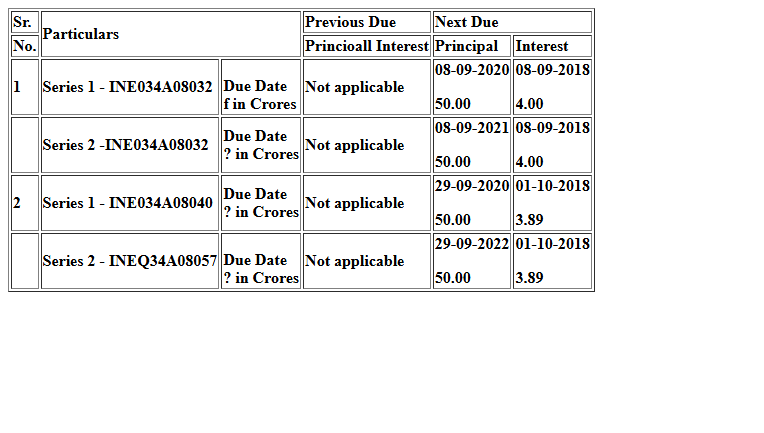 Sr. Particulars Previous Due Next Due
No. Princioall Interest Principal Interest
1 Series 1 - INE034A08032 Due Date Not applicable 08-09-2020 08-09-2018
f in Crores 50.00 4.00
Series 2 -INE034A08032 Due Date Not applicable 08-09-2021 08-09-2018
? in Crores 50.00 4.00
2 Series 1 - INE034A08040 Due Date Not applicable 29-09-2020 01-10-2018
? in Crores 50.00 3.89
Series 2 - INEQ34A08057 Due Date Not applicable 29-09-2022 01-10-2018
? in Crores 50.00 3.89